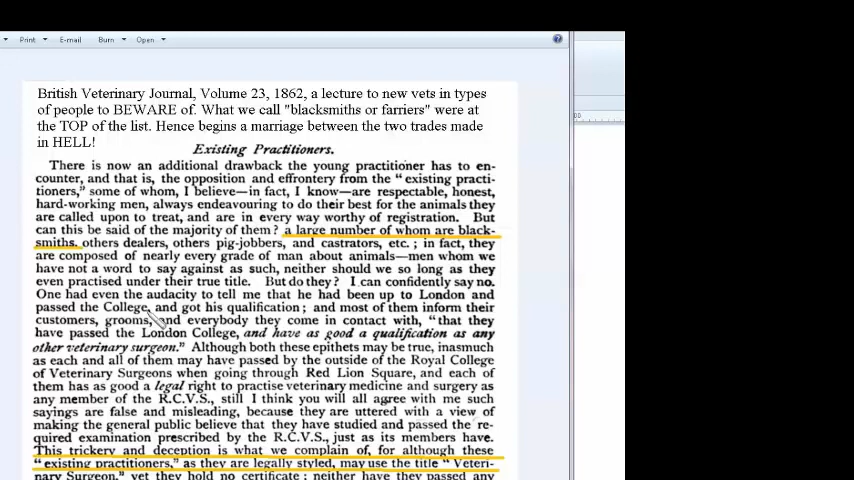 Print E-mail Burn Open
British Veterinary Journal, Volume 23, 1862, a lecture to new vets in types
of people to BEWARE of. What we call "blacksmiths or farriers" were at
the TOP of the list. Hence begins a marriage between the two trades made
in HELL!
Existing Practitioners.
There is now an additional drawback the young practitioner has to en-
counter, and that is, the opposition and effrontery from the "existing practi-
tioners," some of whom, I believe—in fact, I know—are respectable, honest,
hard-working men, always endeavouring to do their best for the animals they
are called upon to treat, and are in every way worthy of registration. But
can this be said of the majority of them? a large number of whom are black-
smiths, others dealers, others pig-jobbers, and castrators, etc.; in fact, they
are composed of nearly every grade of man about animals—men whom we
have not a word to say against as such, neither should we so long as they
even practised under their true title. But do they? I can confidently say no.
One had even the audacity to tell me that he had been up to London and
passed the College, and got his qualification; and most of them inform their
customers, grooms, and everybody they come in contact with, "that they
have passed the London College, and have as good a qualification as any
other veterinary surgeon." Although both these epithets may be true, inasmuch
as each and all of them may have passed by the outside of the Royal College
of Veterinary Surgeons when going through Red Lion Square, and each of
them has as good a legal right to practise veterinary medicine and surgery as
any member of the R.C.V.S., still I think you will all agree with me such
sayings are false and misleading, because they are uttered with a view of
making the general public believe that they have studied and passed the re-
quired examination prescribed by the R.C.V.S., just as its members have.
This trickery and deception is what we complain of, for although these
"existing practitioners," as they are legally styled, may use the title "Veteri-
nary Surgeon," yet they hold no certificate; neither have they passed any